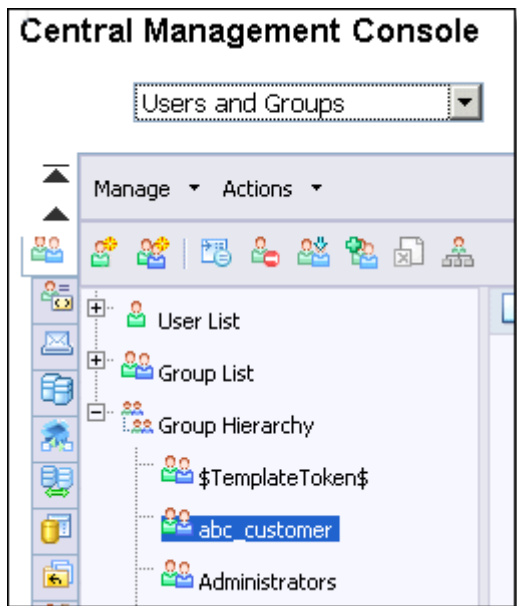 Central Management Console
Users and Groups
Manage Actions
User List
Group List
Group Hierarchy
$TemplateToken$
abc_customer
Administrators